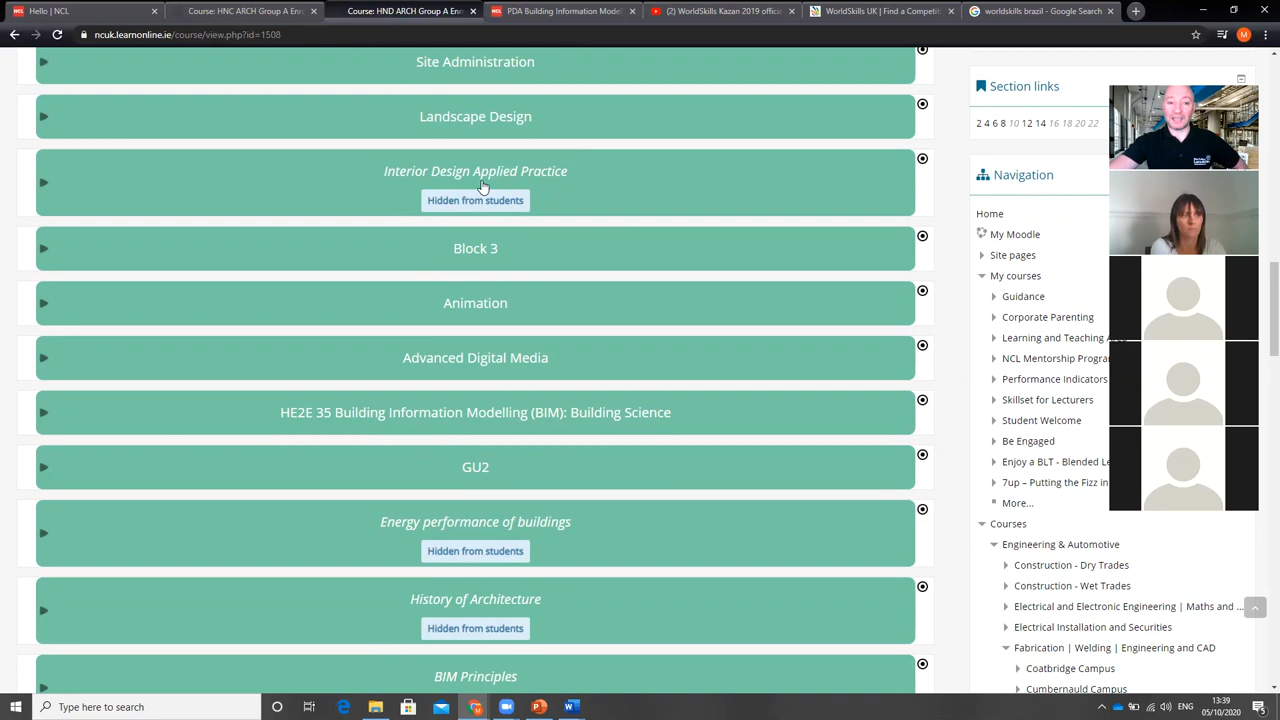 Hello | NCL
Course: HNC ARCH Group A Enr
Course: HND ARCH Group A Enr
PDA Building Information Model
(2) WorldSkills Kazan 2019 offici
WorldSkills UK | Find a Competit
worldskills brazil - Google Search
ncuk.learnonline.ie/course/view.php?id=1508
M
Site Administration
Landscape Design
Interior Design Applied Practice
Hidden from students
Block 3
Animation
Advanced Digital Media
HE2E 35 Building Information Modelling (BIM): Building Science
GU2
Energy performance of buildings
Hidden from students
History of Architecture
Hidden from students
BIM Principles
Section links
2 4 6 8 10 12 14 16 18 20 22
Navigation
Home
My Moodle
Site pages
My courses
Guidance
Corporate Parenting
Learning and Teaching A
NCL Mentorship Progra
Performance Indicators
Skillset for Lecturers
Student Welcome
Be Engaged
Enjoy a BLT - Blended Le
7up – Putting the Fizz in
More...
Courses
Engineering & Automotive
Construction - Dry Trades
Construction - Wet Trades
Electrical and Electronic Engineering | Maths and ...
Electrical Installation and Securities
Fabrication | Welding | Engineering and CAD
Coatbridge Campus
Cumbernauld Campus
Type here to search
ENG
13:39
05/10/2020